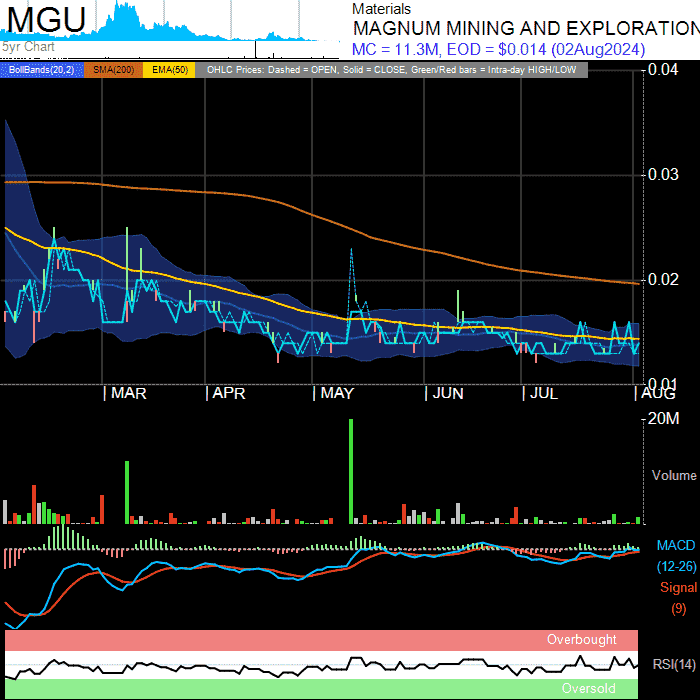 MGU
5yr Chart
Materials
MAGNUM MINING AND EXPLORATION
MC = 11.3M, EOD = $0.014 (02Aug2024)
BollBands(20,2) SMA(200) EMA(50) OHLC Prices: Dashed = OPEN, Solid = CLOSE, Green/Red bars = Intra-day HIGH/LOW
0.04
0.03
0.02
0.01
MAR APR MAY JUN JUL AUG
20M
Volume
MACD
(12-26)
Signal
(9)
Overbought
RSI(14)
Oversold